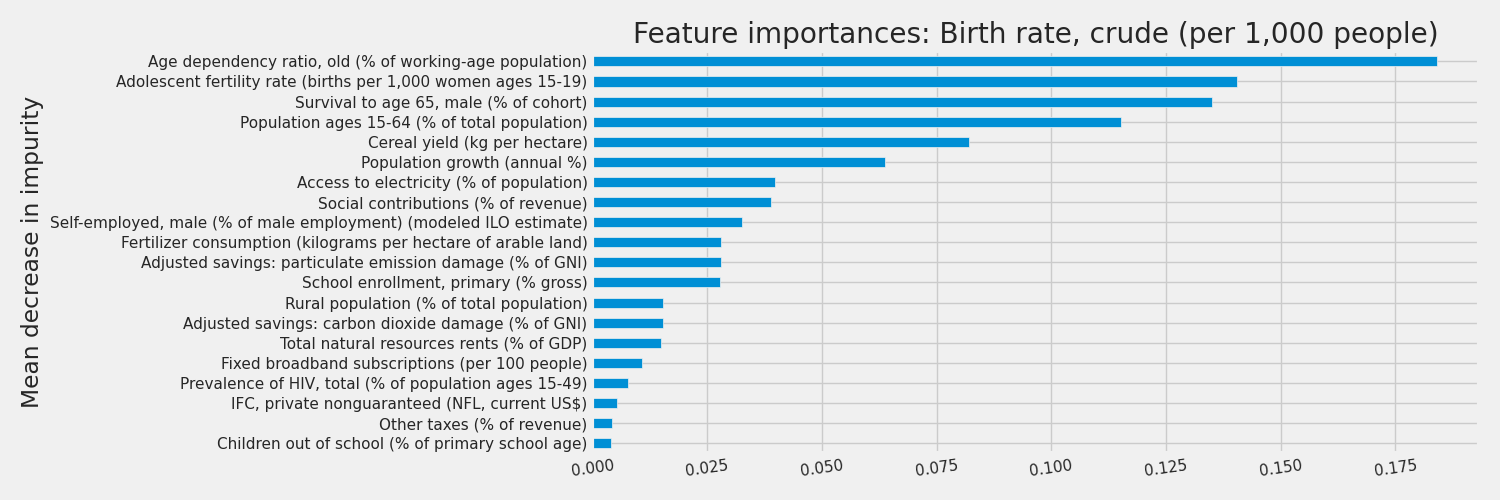 Feature importances: Birth rate, crude (per 1,000 people)
Mean decrease in impurity
Age dependency ratio, old (% of working-age population)
Adolescent fertility rate (births per 1,000 women ages 15-19)
Survival to age 65, male (% of cohort)
Population ages 15-64 (% of total population)
Cereal yield (kg per hectare)
Population growth (annual %)
Access to electricity (% of population)
Social contributions (% of revenue)
Self-employed, male (% of male employment) (modeled ILO estimate)
Fertilizer consumption (kilograms per hectare of arable land)
Adjusted savings: particulate emission damage (% of GNI)
School enrollment, primary (% gross)
Rural population (% of total population)
Adjusted savings: carbon dioxide damage (% of GNI)
Total natural resources rents (% of GDP)
Fixed broadband subscriptions (per 100 people)
Prevalence of HIV, total (% of population ages 15-49)
IFC, private nonguaranteed (NFL, current US$)
Other taxes (% of revenue)
Children out of school (% of primary school age)
0.000 0.025 0.050 0.075 0.100 0.125 0.150 0.175